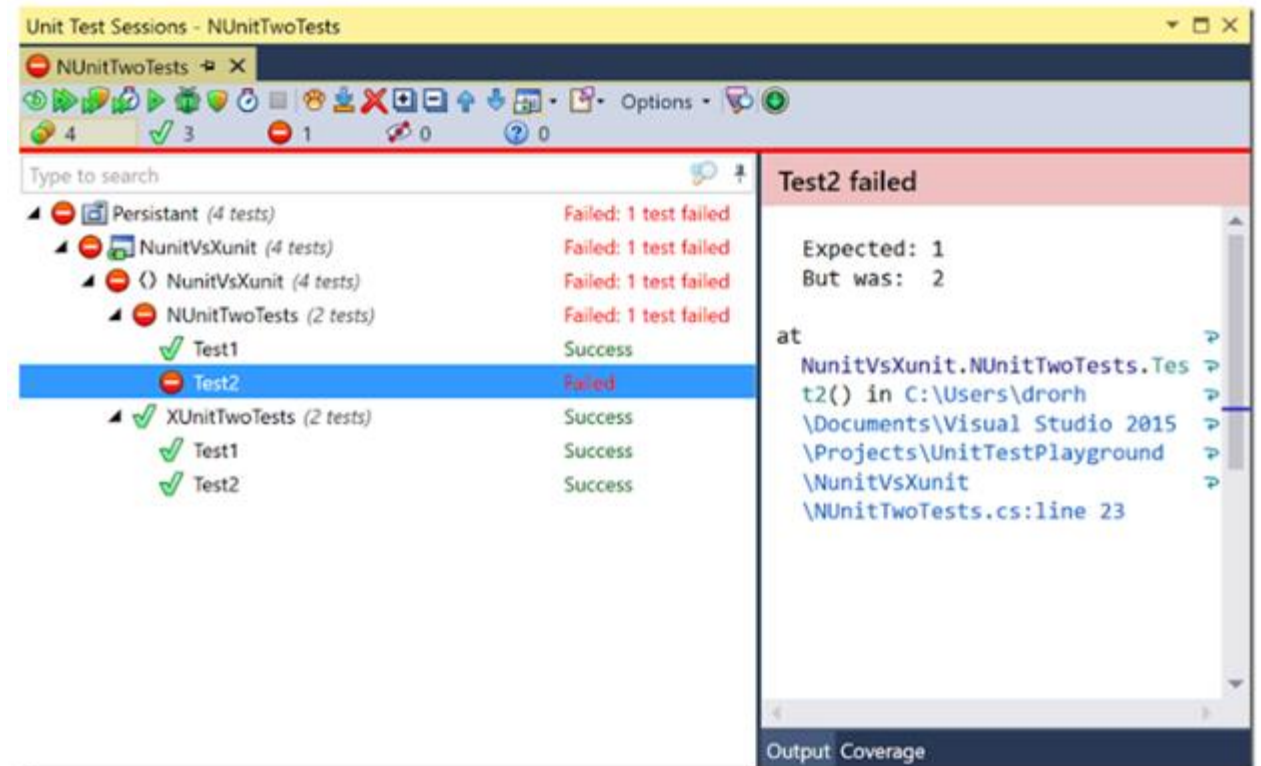 Unit Test Sessions - NUnitTwoTests
NUnitTwoTests
Options
4 3 1 0 0
Type to search
Persistant (4 tests) Failed: 1 test failed
NunitVsXunit (4 tests) Failed: 1 test failed
NunitVsXunit (4 tests) Failed: 1 test failed
NUnitTwoTests (2 tests) Failed: 1 test failed
Test1 Success
Test2 Failed
XUnitTwoTests (2 tests) Success
Test1 Success
Test2 Success
Test2 failed
Expected: 1
But was: 2
at
NunitVsXunit.NUnitTwoTests.Tes
t2() in C:\Users\drorh
\Documents\Visual Studio 2015
\Projects\UnitTestPlayground
\NunitVsXunit
\NUnitTwoTests.cs:line 23
Output Coverage